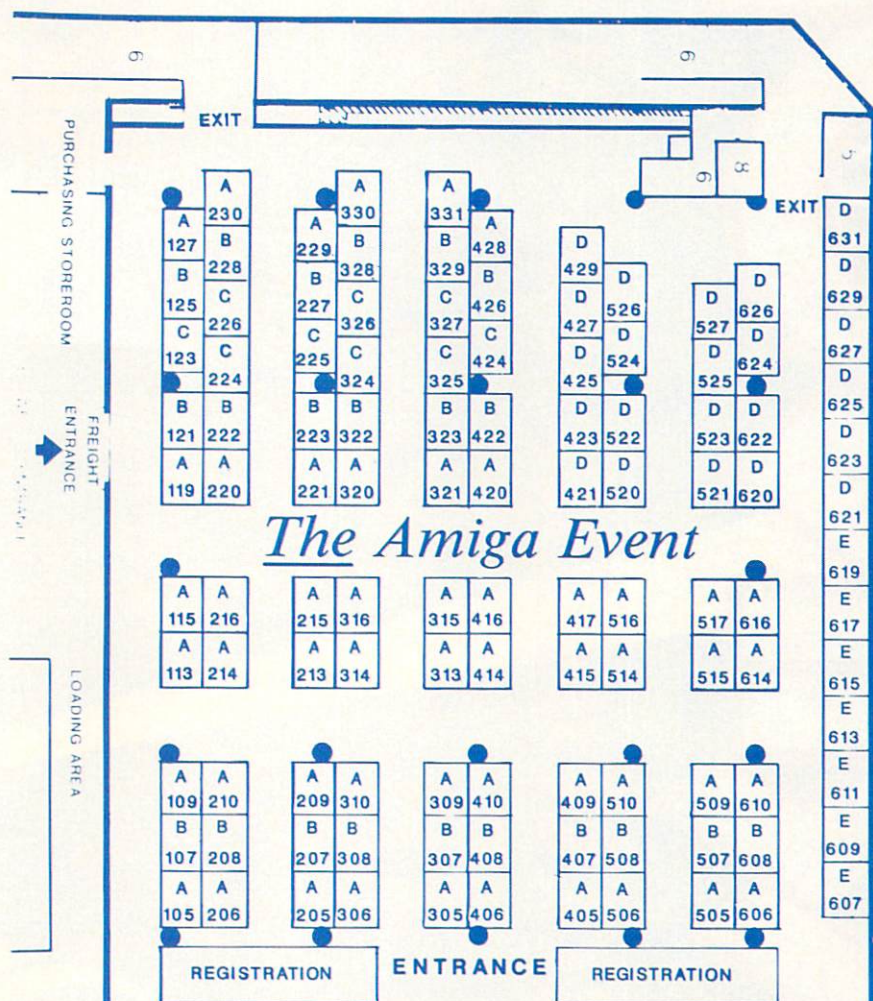 6
6
EXIT
5
6
8
EXIT
PURCHASING STOREROOM
FREIGHT
ENTRANCE
LOADING AREA
A
230
A
127
B
228
B
125
C
226
C
123
C
224
B
121
B
222
A
119
A
220
A
330
A
229
B
328
B
227
C
326
C
225
C
324
B
223
B
322
A
221
A
320
A
331
A
428
B
329
B
426
C
327
C
424
C
325
B
323
B
422
A
321
A
420
D
429
D
526
D
427
D
524
D
425
D
423
D
522
D
421
D
520
D
626
D
527
D
624
D
525
D
523
D
622
D
521
D
620
D
631
D
629
D
627
D
625
D
623
D
621
E
619
E
617
E
615
E
613
E
611
E
609
E
607
The Amiga Event
A A
115 216
A A
113 214
A A
215 316
A A
213 314
A A
315 416
A A
313 414
A A
417 516
A A
415 514
A A
517 616
A A
515 614
A A
109 210
B B
107 208
A A
105 206
A A
209 310
B B
207 308
A A
205 306
A A
309 410
B B
307 408
A A
305 406
A A
409 510
B B
407 508
A A
405 506
A A
509 610
B B
507 608
A A
505 606
REGISTRATION
ENTRANCE
REGISTRATION